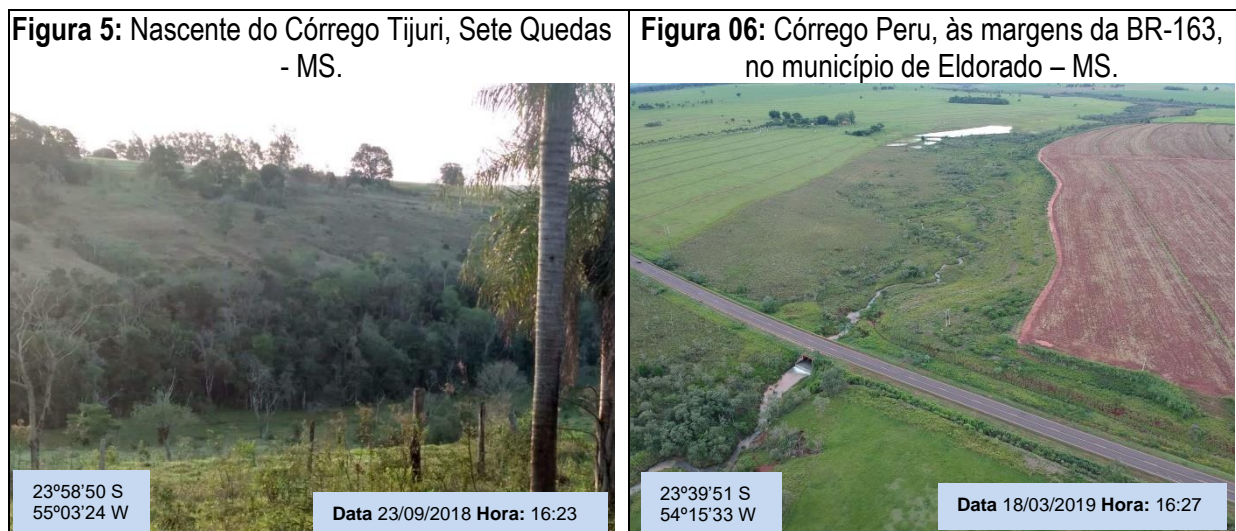 Figura 5: Nascente do Córrego Tijuri, Sete Quedas
- MS.
23º58’50 S
55º03’24 W
Data 23/09/2018 Hora: 16:23
Figura 06: Córrego Peru, às margens da BR-163,
no município de Eldorado – MS.
23º39’51 S
54º15’33 W
Data 18/03/2019 Hora: 16:27